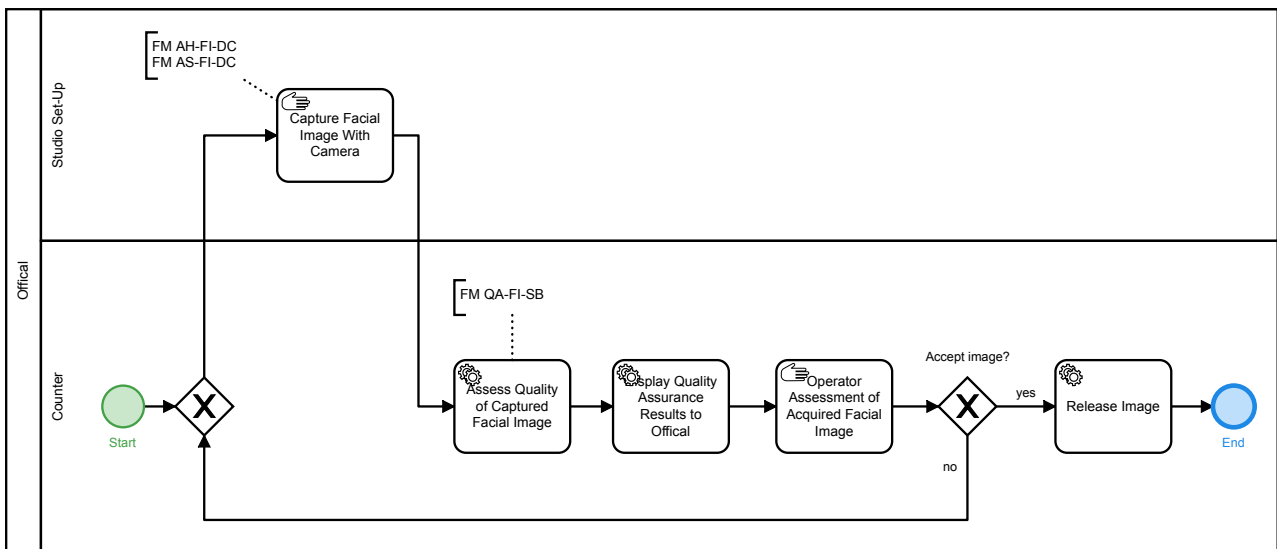 FM AH-FI-DC
FM AS-FI-DC
Capture Facial
Image With
Camera
Studio Set-Up
Offical
Counter
FM QA-FI-SB
Start
Assess Quality
of Captured
Facial Image
isplay Quality
Assurance
Results to
Offical
Operator
Assessment of
Acquired Facial
Image
Accept image?
yes
no
Release Image
End